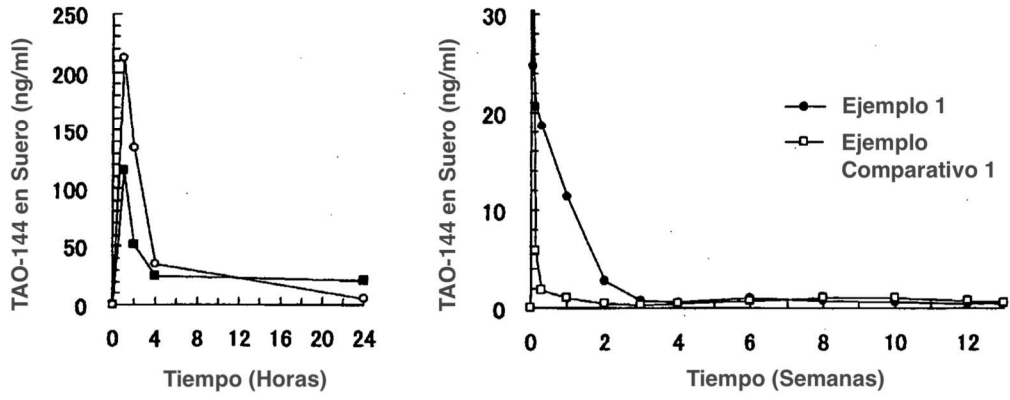 250
200
150
100
50
0
TAO-144 en Suero (ng/ml)
0 4 8 12 16 20 24
Tiempo (Horas)
30
20
10
0
TAO-144 en Suero (ng/ml)
0 2 4 6 8 10 12
Tiempo (Semanas)
Ejemplo 1
Ejemplo
Comparativo 1